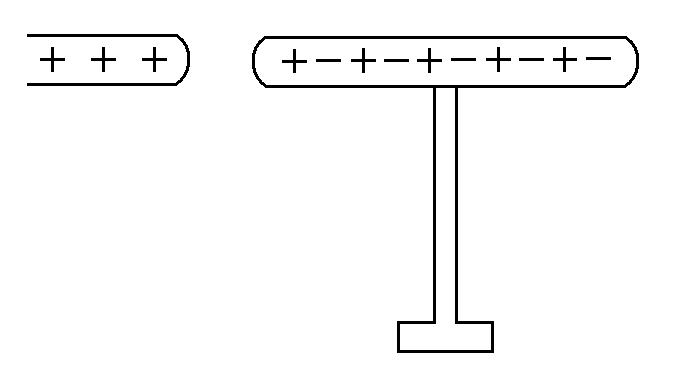 + + + + − + − + − + − + −